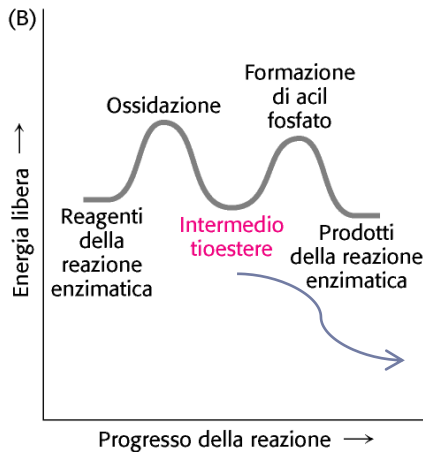 (B)
Energia libera →
Ossidazione
Formazione
di acil
fosfato
Reagenti
della
reazione
enzimatica
Intermedio
tioestere
Prodotti
della reazione
enzimatica
Progresso della reazione →